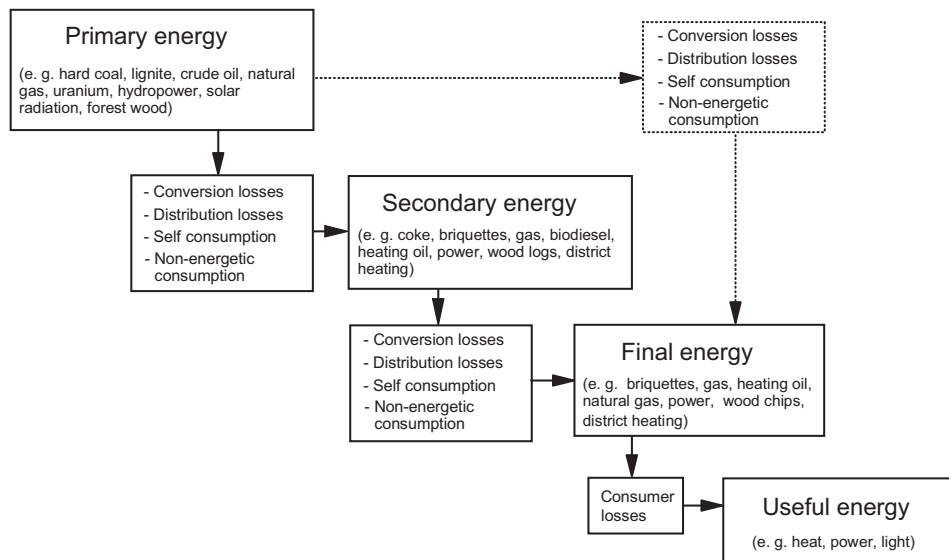 Primary energy
(e. g. hard coal, lignite, crude oil, natural
gas, uranium, hydropower, solar
radiation, forest wood)
- Conversion losses
- Distribution losses
- Self consumption
- Non-energetic
consumption
- Conversion losses
- Distribution losses
- Self consumption
- Non-energetic
consumption
Secondary energy
(e. g. coke, briquettes, gas, biodiesel,
heating oil, power, wood logs, district
heating)
- Conversion losses
- Distribution losses
- Self consumption
- Non-energetic
consumption
Final energy
(e. g. briquettes, gas, heating oil,
natural gas, power, wood chips,
district heating)
Consumer
losses
Useful energy
(e. g. heat, power, light)